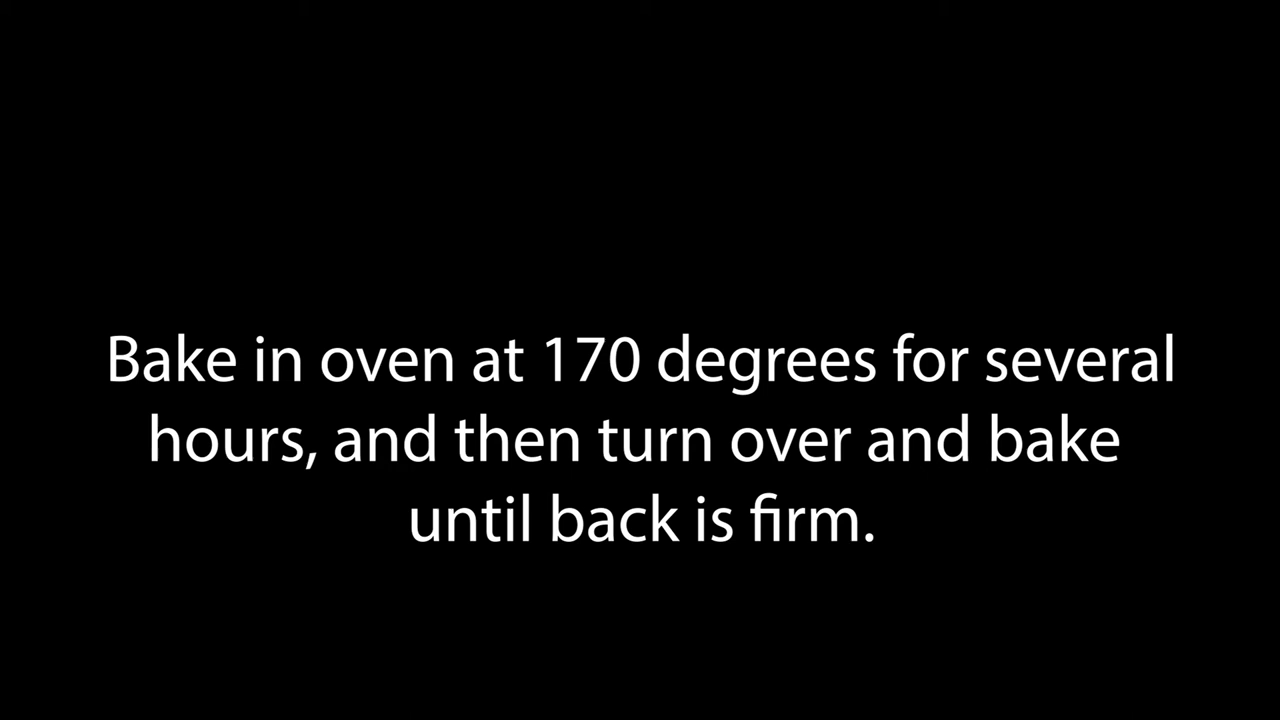 Bake in oven at 170 degrees for several
hours, and then turn over and bake
until back is firm.